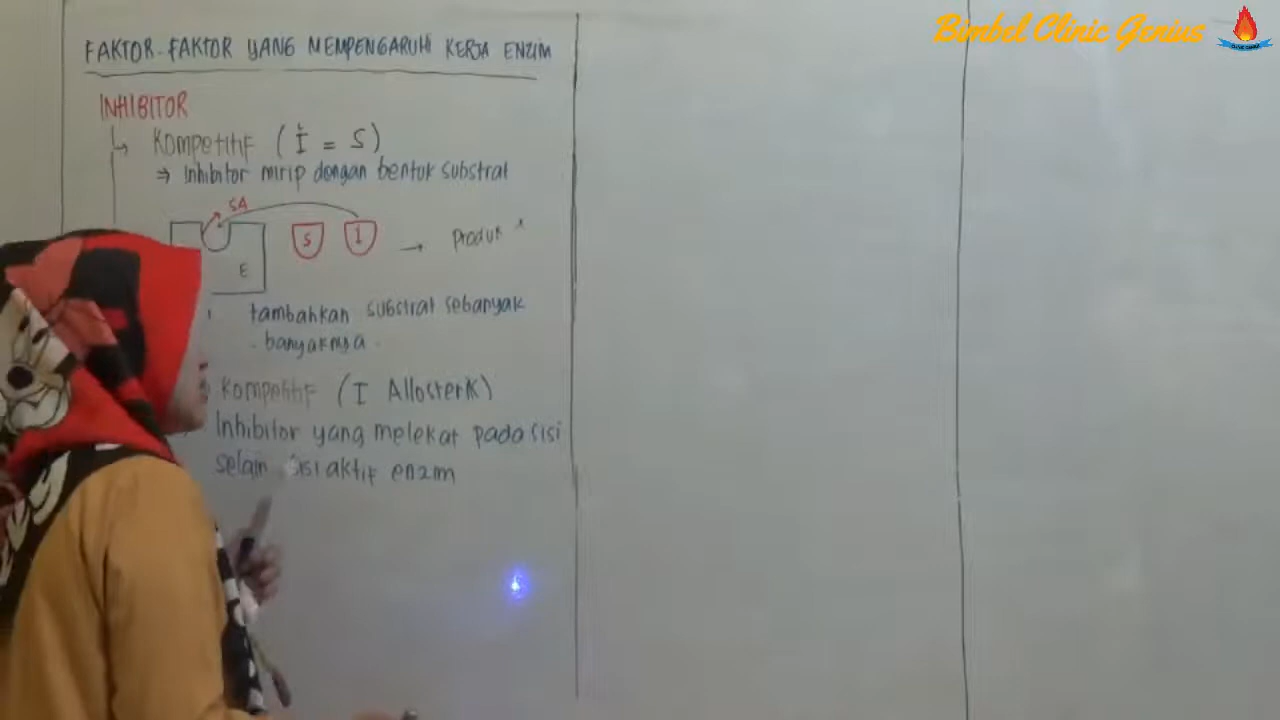 Bimbel Clinic Genius
FAKTOR-FAKTOR YANG MEMPENGARUHI KERJA ENZIM
INHIBITOR
↳ Kompetitif (I = S)
⇒ Inhibitor mirip dengan bentuk substrat
SA
E
S
I
→ Produk x
tambahkan substrat sebanyak
- banyaknya -
Kompetitif (I Allosterik)
Inhibitor yang melekat pada sisi
selain sisi aktif enzim